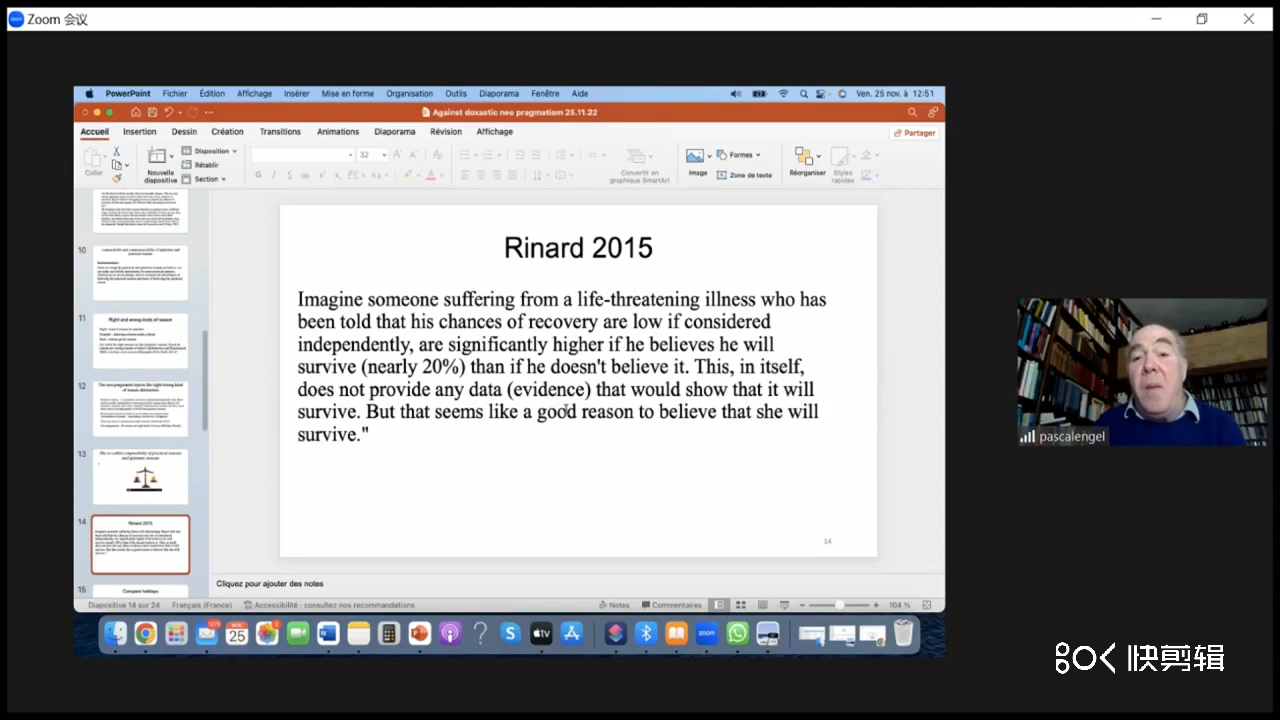 Zoom 会议
PowerPoint Fichier Édition Affichage Insérer Mise en forme Organisation Outils Diaporama Fenêtre Aide Ven. 25 nov. à 12:51
Against doxastic neo pragmatism 25.11.22
Accueil Insertion Dessin Création Transitions Animations Diaporama Révision Affichage Partager
Coller
Nouvelle diapositive
Disposition
Rétablir
Section
32
Convertir en graphique SmartArt
Image
Formes
Zone de texte
Réorganiser
Styles rapides
10
11
Right and wrong kinds of reason
12
13
14
Rinard 2015
15
Compare holidays
Rinard 2015
Imagine someone suffering from a life-threatening illness who has
been told that his chances of recovery are low if considered
independently, are significantly higher if he believes he will
survive (nearly 20%) than if he doesn't believe it. This, in itself,
does not provide any data (evidence) that would show that it will
survive. But that seems like a good reason to believe that she will
survive."
14
Cliquez pour ajouter des notes
Diapositive 14 sur 24 Français (France) Accessibilité : consultez nos recommandations Notes Commentaires 104 %
NOV.
25
zoom
tv
pascalengel
快剪辑